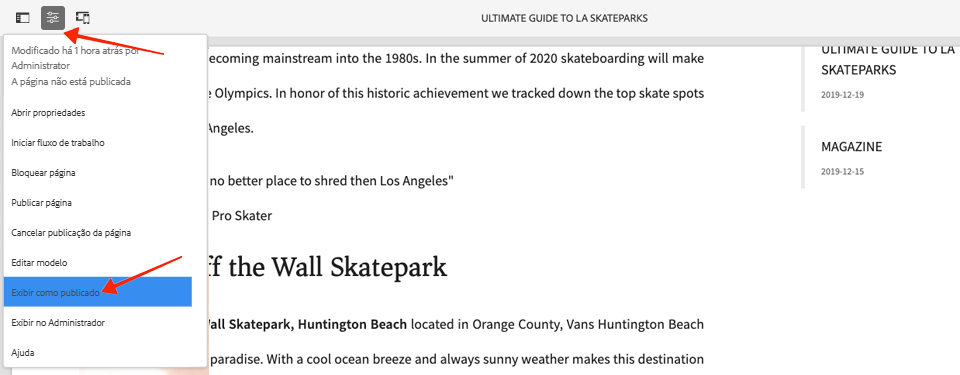 ULTIMATE GUIDE TO LA SKATEPARKS
Modificado há 1 hora atrás por
Administrator
A página não está publicada
Abrir propriedades
Iniciar fluxo de trabalho
Bloquear página
Publicar página
Cancelar publicação da página
Editar modelo
Exibir como publicado
Exibir no Administrador
Ajuda
ecoming mainstream into the 1980s. In the summer of 2020 skateboarding will make
e Olympics. In honor of this historic achievement we tracked down the top skate spots
Angeles.
no better place to shred then Los Angeles"
Pro Skater
ff the Wall Skatepark
Wall Skatepark, Huntington Beach located in Orange County, Vans Huntington Beach
paradise. With a cool ocean breeze and always sunny weather makes this destination
ULTIMATE GUIDE TO LA
SKATEPARKS
2019-12-19
MAGAZINE
2019-12-15